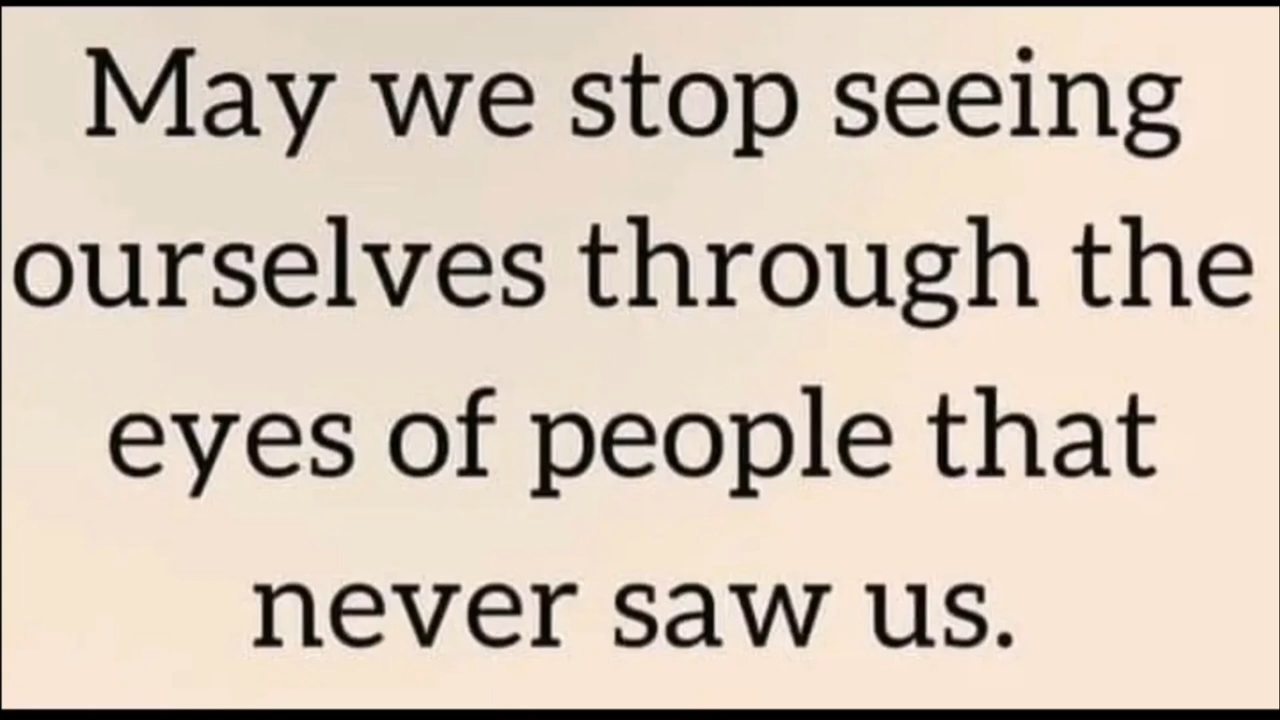 May we stop seeing
ourselves through the
eyes of people that
never saw us.